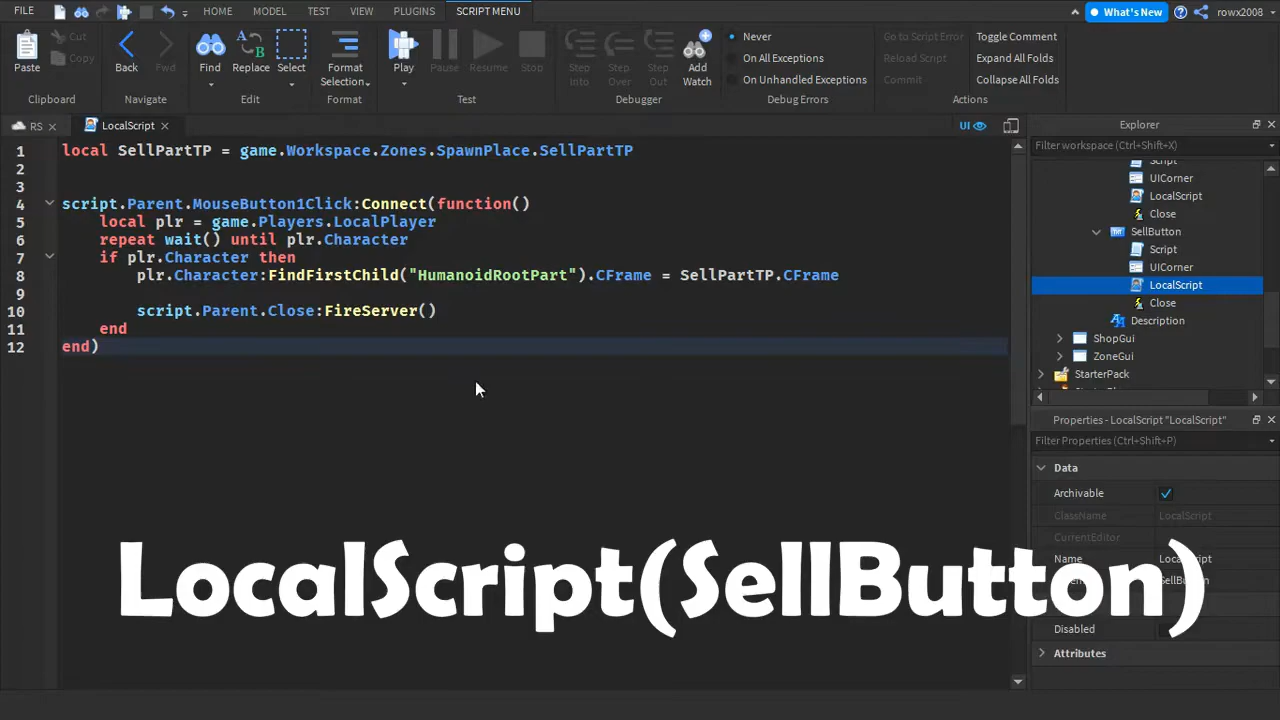 FILE HOME MODEL TEST VIEW PLUGINS SCRIPT MENU What's New rowx2008
Paste Cut Copy Back Fwd Find Replace Select Format Selection Play Pause Resume Stop Step Into Step Over Step Out Add Watch
Never
On All Exceptions
On Unhandled Exceptions
Go to Script Error
Reload Script
Commit
Toggle Comment
Expand All Folds
Collapse All Folds
Clipboard Navigate Edit Format Test Debugger Debug Errors Actions
RS LocalScript UI
1 local SellPartTP = game.Workspace.Zones.SpawnPlace.SellPartTP
2
3
4 script.Parent.MouseButton1Click:Connect(function()
5 local plr = game.Players.LocalPlayer
6 repeat wait() until plr.Character
7 if plr.Character then
8 plr.Character:FindFirstChild("HumanoidRootPart").CFrame = SellPartTP.CFrame
9
10 script.Parent.Close:FireServer()
11 end
12 end)
Explorer
Filter workspace (Ctrl+Shift+X)
Script
UICorner
LocalScript
Close
SellButton
Script
UICorner
LocalScript
Close
Description
ShopGui
ZoneGui
StarterPack
Properties - LocalScript "LocalScript"
Filter Properties (Ctrl+Shift+P)
Data
Archivable
ClassName LocalScript
CurrentEditor
Name LocalScript
Disabled
Attributes
LocalScript(SellButton)